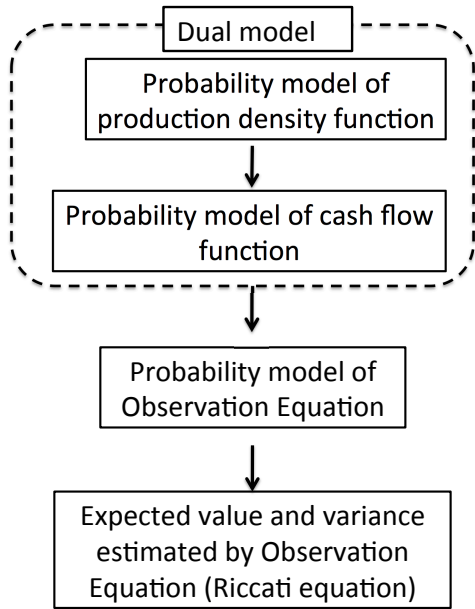 Dual model
Probability model of
production density function
Probability model of cash flow
function
Probability model of
Observation Equation
Expected value and variance
estimated by Observation
Equation (Riccati equation)